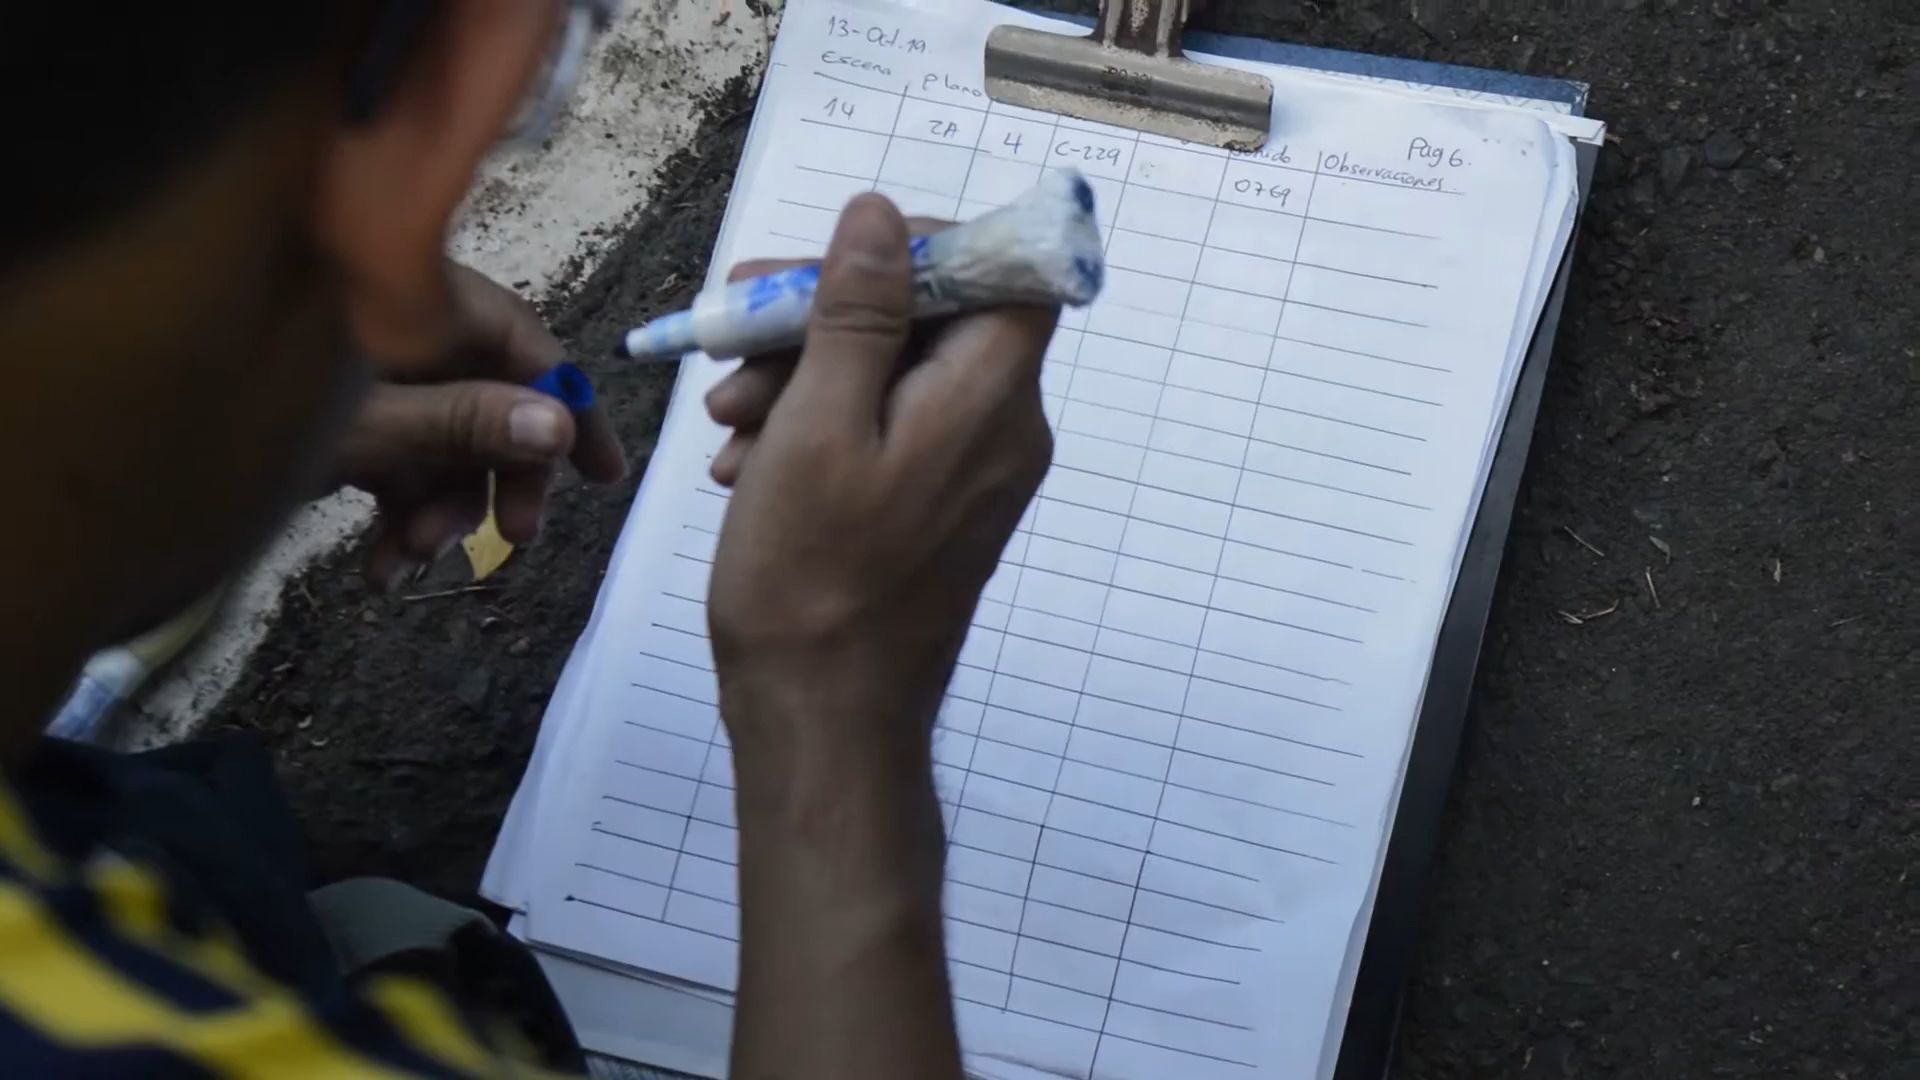 13-Oct.19.
Pag 6.
Escena Plano Sonido Observaciones.
14 2A 4 C-229 0769